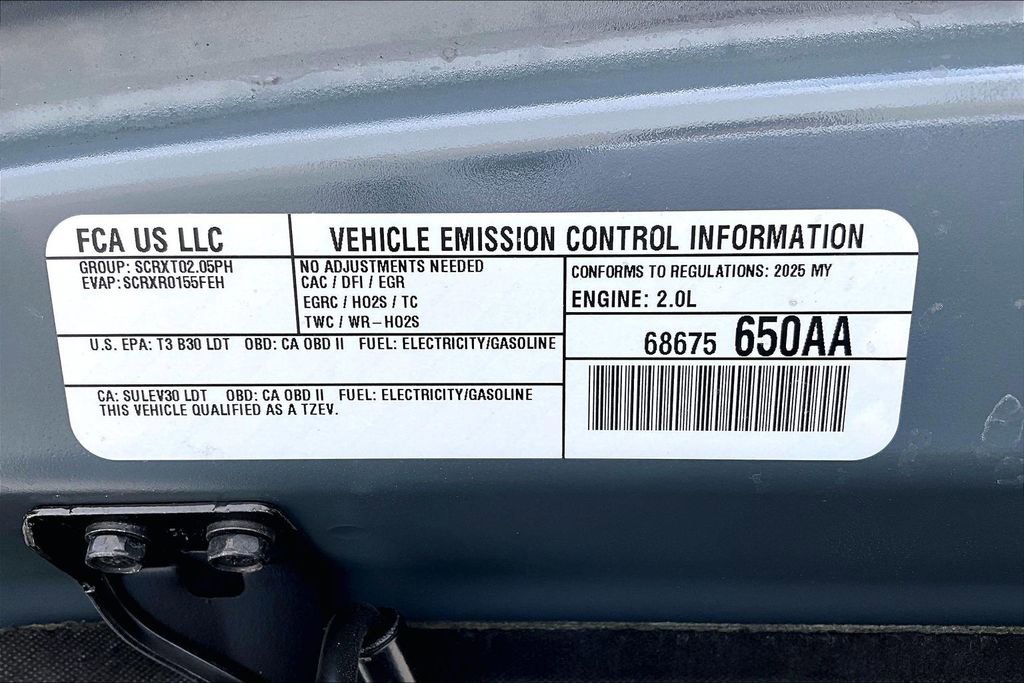 FCA US LLC
VEHICLE EMISSION CONTROL INFORMATION
GROUP: SCRXT02.05PH
EVAP: SCRXR0155FEH
NO ADJUSTMENTS NEEDED
CAC / DFI / EGR
EGRC / HO2S / TC
TWC / WR-HO2S
CONFORMS TO REGULATIONS: 2025 MY
ENGINE: 2.0L
68675 650AA
U.S. EPA: T3 B30 LDT OBD: CA OBD II FUEL: ELECTRICITY/GASOLINE
CA: SULEV30 LDT OBD: CA OBD II FUEL: ELECTRICITY/GASOLINE
THIS VEHICLE QUALIFIED AS A TZEV.